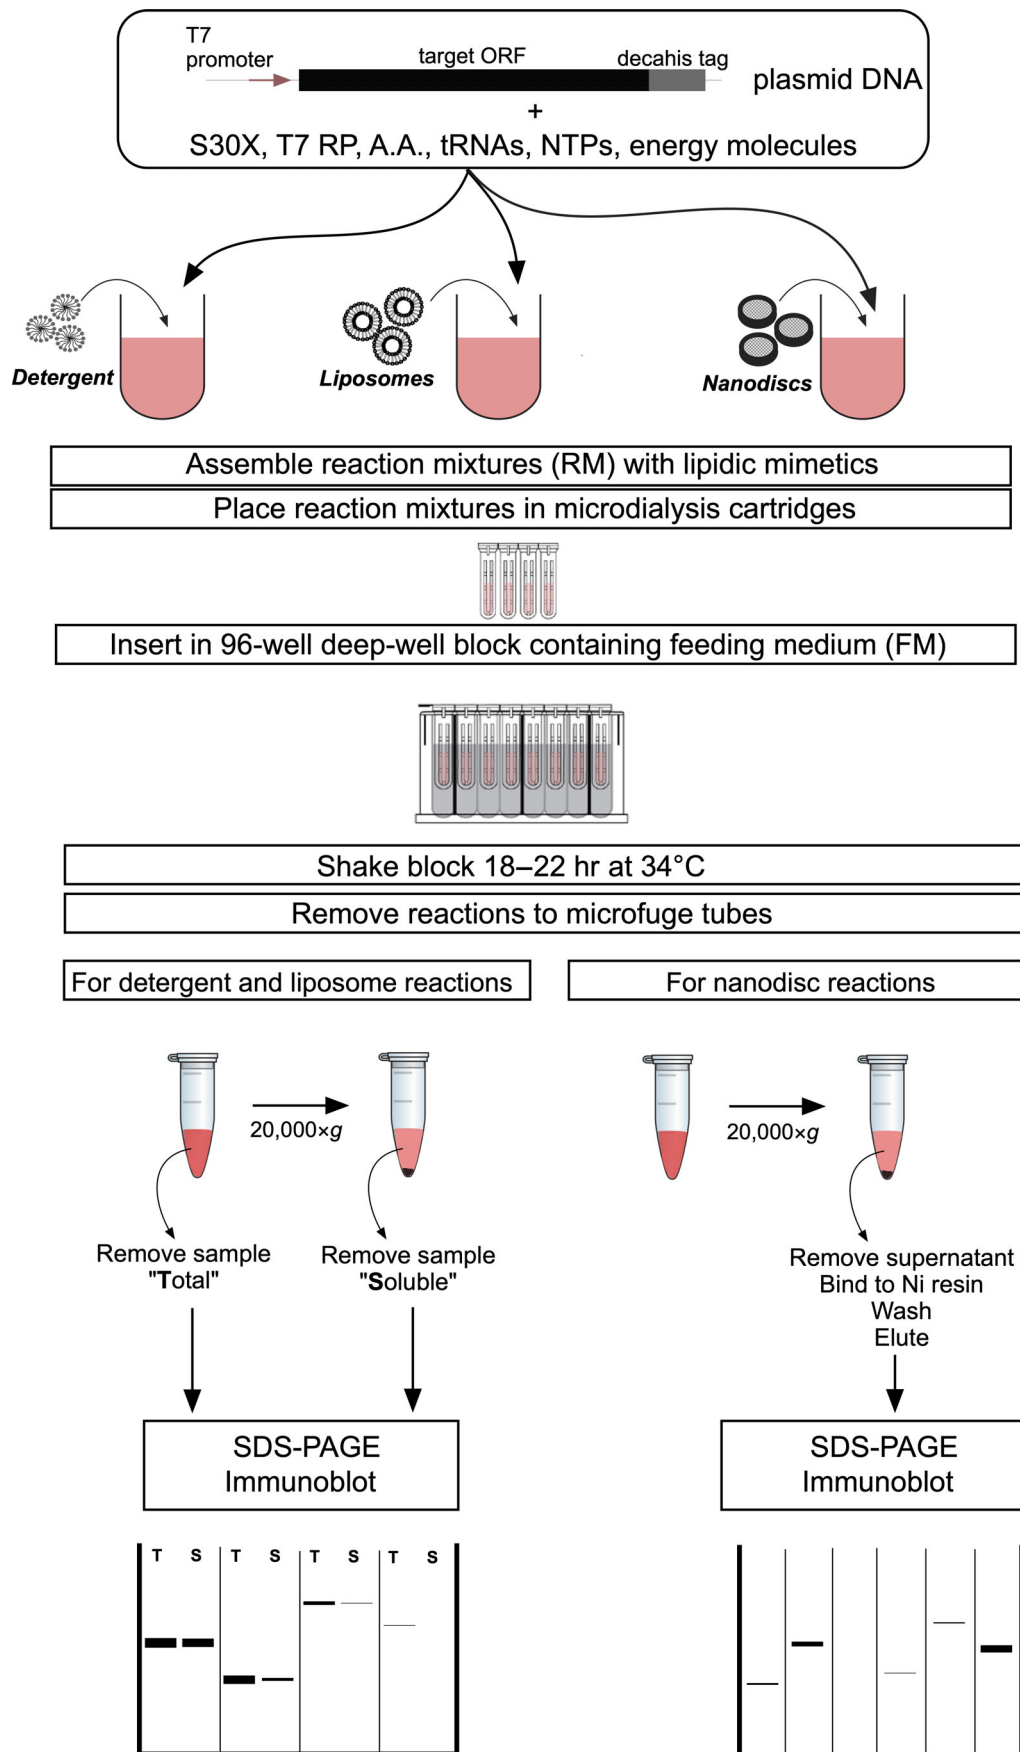 T7
promoter
target ORF
decahis tag
plasmid DNA
+
S30X, T7 RP, A.A., tRNAs, NTPs, energy molecules
Detergent
Liposomes
Nanodiscs
Assemble reaction mixtures (RM) with lipidic mimetics
Place reaction mixtures in microdialysis cartridges
Insert in 96-well deep-well block containing feeding medium (FM)
Shake block 18–22 hr at 34°C
Remove reactions to microfuge tubes
For detergent and liposome reactions
For nanodisc reactions
20,000×g
20,000×g
Remove sample
"Total"
Remove sample
"Soluble"
Remove supernatant
Bind to Ni resin
Wash
Elute
SDS-PAGE
Immunoblot
SDS-PAGE
Immunoblot
T S T S T S T S